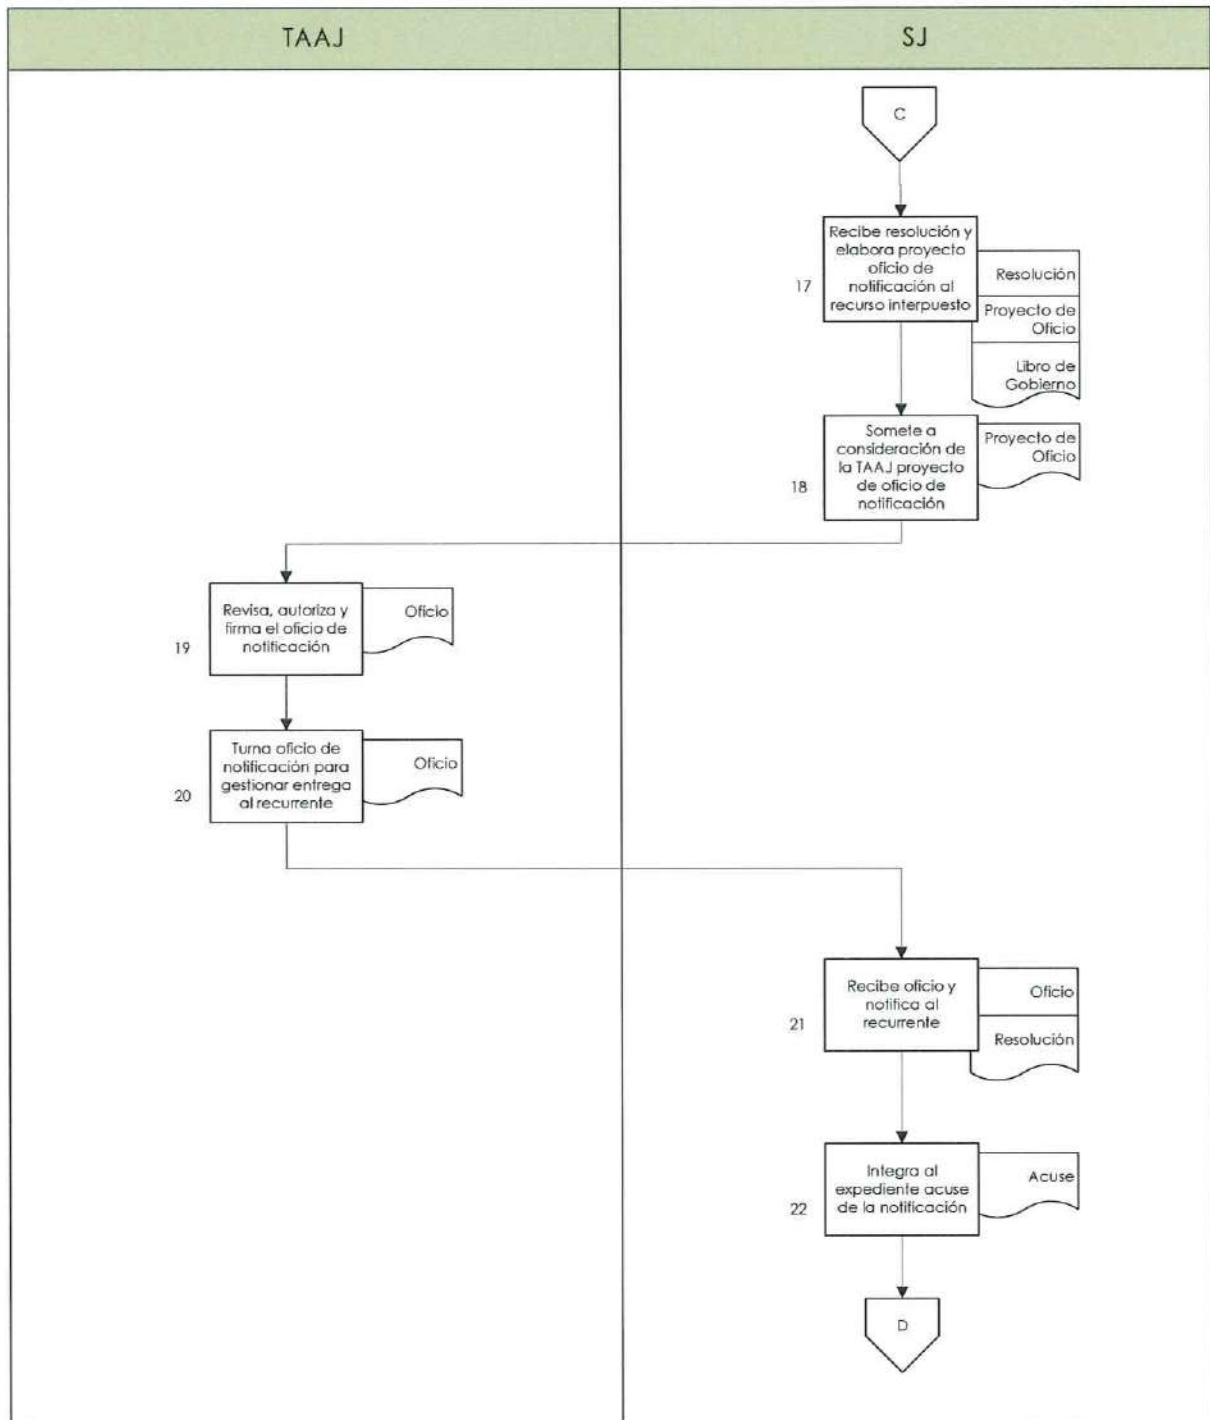 TAAJ
SJ
C
17
Recibe resolución y
elabora proyecto
oficio de
notificación al
recurso interpuesto
Resolución
Proyecto de
Oficio
Libro de
Gobierno
18
Somete a
consideración de
la TAAJ proyecto
de oficio de
notificación
Proyecto de
Oficio
19
Revisa, autoriza y
firma el oficio de
notificación
Oficio
20
Turna oficio de
notificación para
gestionar entrega
al recurrente
Oficio
21
Recibe oficio y
notifica al
recurrente
Oficio
Resolución
22
Integra al
expediente acuse
de la notificación
Acuse
D